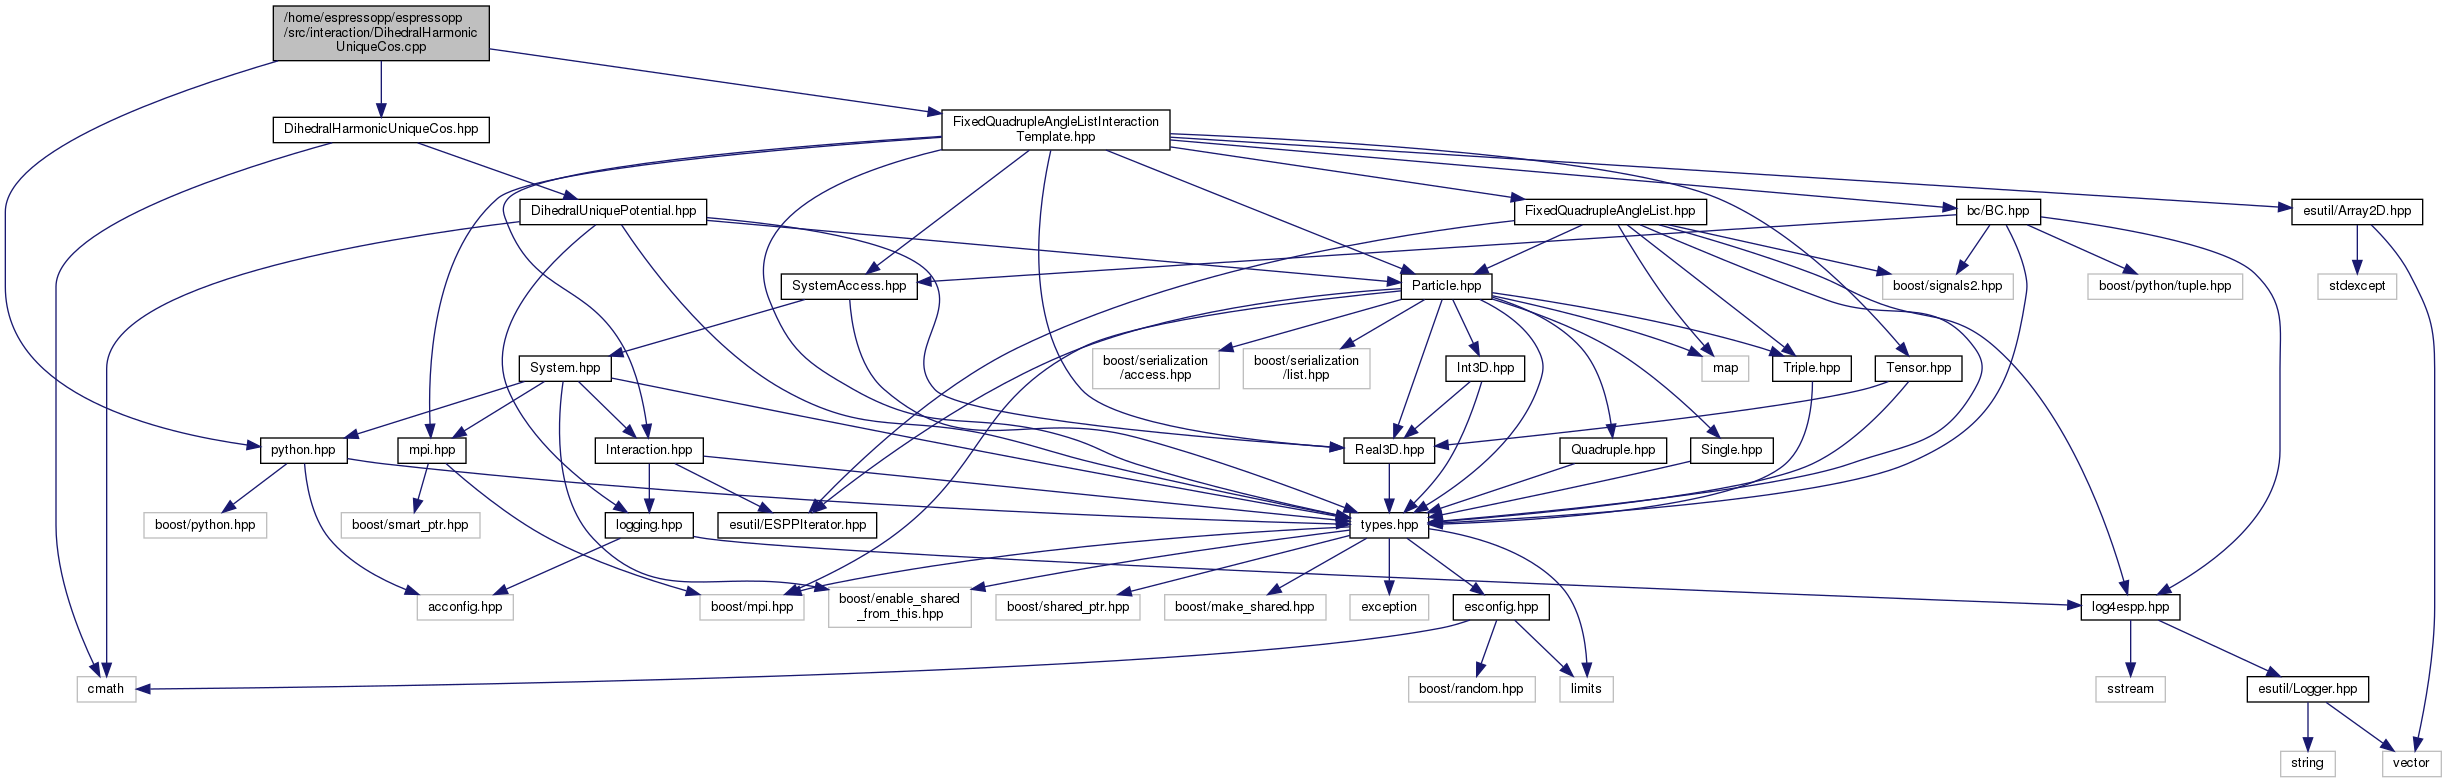 /home/espressopp/espressopp
/src/interaction/DihedralHarmonic
UniqueCos.cpp
DihedralHarmonicUniqueCos.hpp
FixedQuadrupleAngleListInteraction
Template.hpp
DihedralUniquePotential.hpp
FixedQuadrupleAngleList.hpp
bc/BC.hpp
esutil/Array2D.hpp
SystemAccess.hpp
Particle.hpp
boost/signals2.hpp
boost/python/tuple.hpp
stdexcept
System.hpp
boost/serialization
/access.hpp
boost/serialization
/list.hpp
Int3D.hpp
map
Triple.hpp
Tensor.hpp
python.hpp
mpi.hpp
Interaction.hpp
Real3D.hpp
Quadruple.hpp
Single.hpp
boost/python.hpp
boost/smart_ptr.hpp
logging.hpp
esutil/ESPPIterator.hpp
types.hpp
acconfig.hpp
boost/mpi.hpp
boost/enable_shared
_from_this.hpp
boost/shared_ptr.hpp
boost/make_shared.hpp
exception
esconfig.hpp
log4espp.hpp
cmath
boost/random.hpp
limits
sstream
esutil/Logger.hpp
string
vector